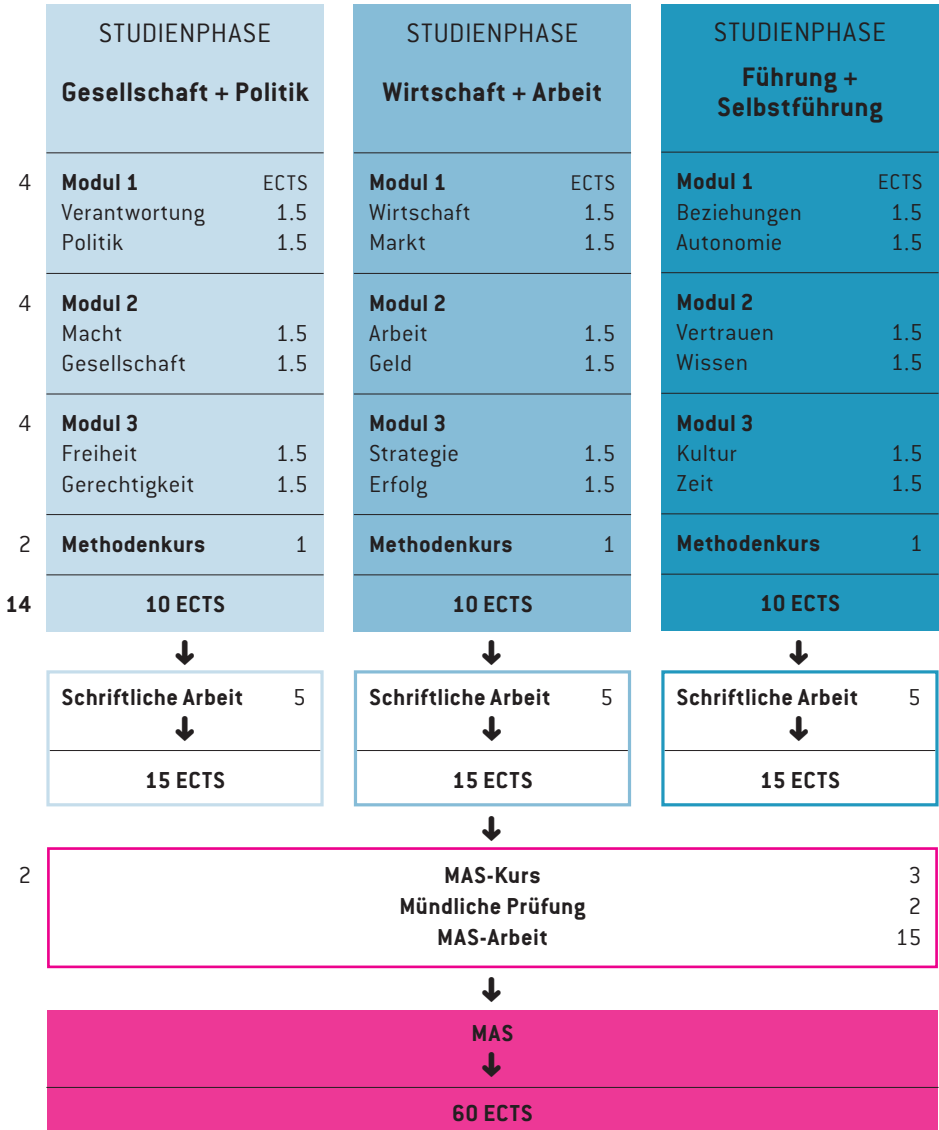 STUDIENPHASE
Gesellschaft + Politik
4 Modul 1 ECTS
Verantwortung 1.5
Politik 1.5
4 Modul 2
Macht 1.5
Gesellschaft 1.5
4 Modul 3
Freiheit 1.5
Gerechtigkeit 1.5
2 Methodenkurs 1
14 10 ECTS
Schriftliche Arbeit 5
15 ECTS
STUDIENPHASE
Wirtschaft + Arbeit
Modul 1 ECTS
Wirtschaft 1.5
Markt 1.5
Modul 2
Arbeit 1.5
Geld 1.5
Modul 3
Strategie 1.5
Erfolg 1.5
Methodenkurs 1
10 ECTS
Schriftliche Arbeit 5
15 ECTS
STUDIENPHASE
Führung +
Selbstführung
Modul 1 ECTS
Beziehungen 1.5
Autonomie 1.5
Modul 2
Vertrauen 1.5
Wissen 1.5
Modul 3
Kultur 1.5
Zeit 1.5
Methodenkurs 1
10 ECTS
Schriftliche Arbeit 5
15 ECTS
2 MAS-Kurs 3
Mündliche Prüfung 2
MAS-Arbeit 15
MAS
60 ECTS